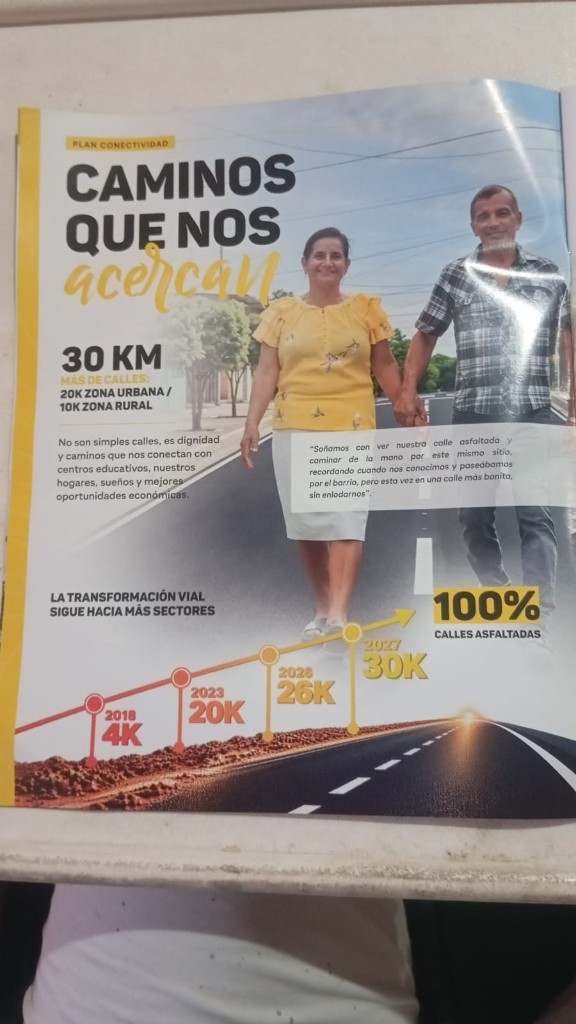 PLAN CONECTIVIDAD
CAMINOS
QUE NOS
acercan
30 KM
MÁS DE CALLES:
20K ZONA URBANA /
10K ZONA RURAL
No son simples calles, es dignidad
y caminos que nos conectan con
centros educativos, nuestros
hogares, sueños y mejores
oportunidades económicas.
"Soñamos con ver nuestra calle asfaltada y
caminar de la mano por este mismo sitio,
recordando cuando nos conocimos y paseábamos
por el barrio, pero esta vez en una calle más bonita,
sin enlodarnos".
LA TRANSFORMACIÓN VIAL
SIGUE HACIA MÁS SECTORES
100%
CALLES ASFALTADAS
2027
30K
2026
26K
2023
20K
2018
4K